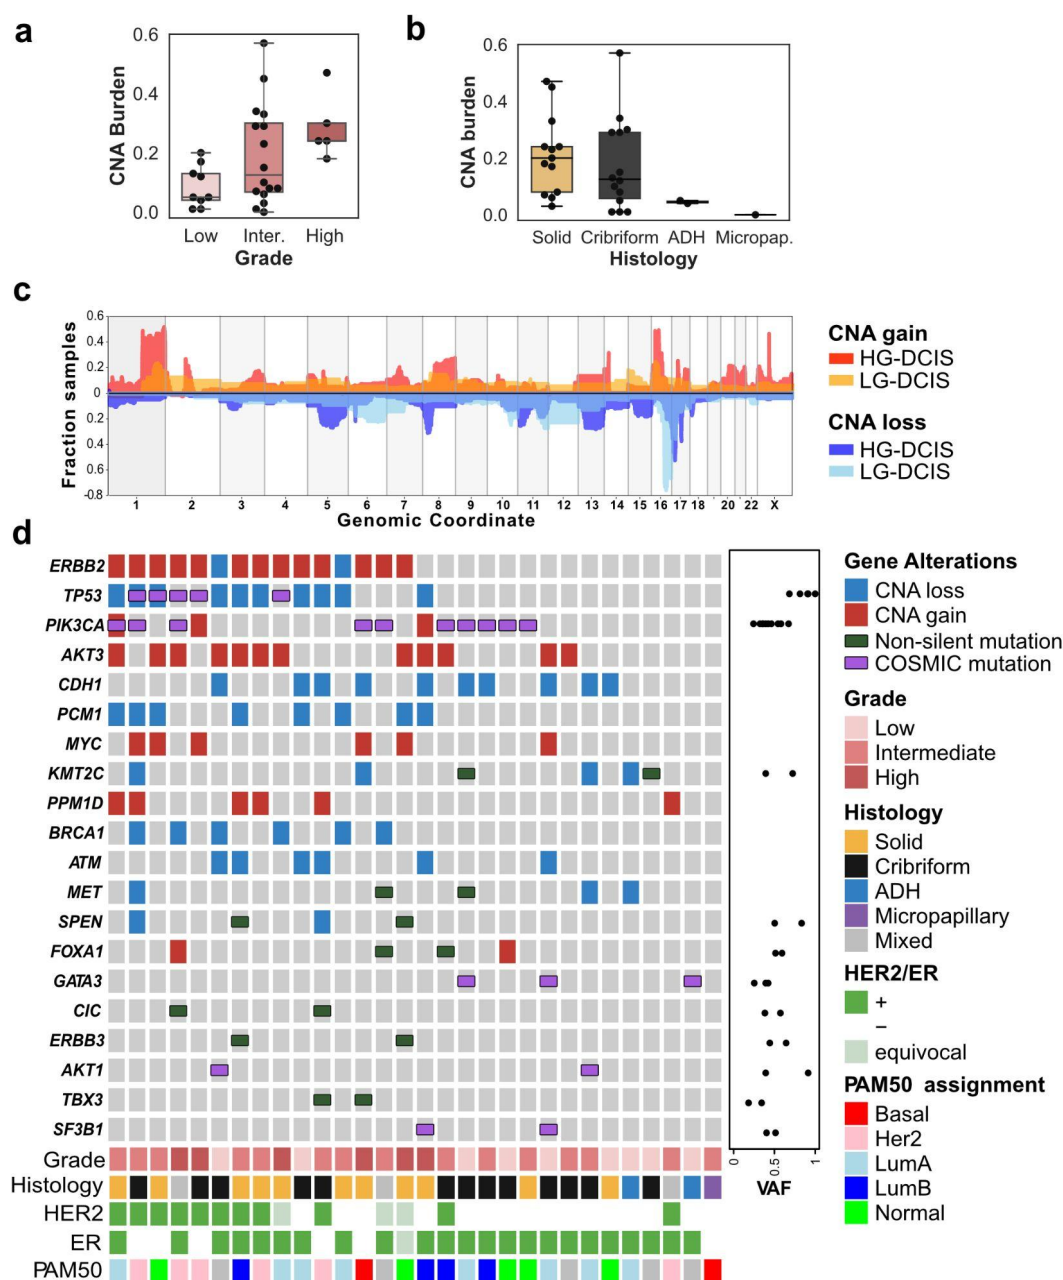 a
0.6
0.4
0.2
0.0
CNA Burden
Low Inter. High
Grade
b
0.6
0.4
0.2
0.0
CNA burden
Solid Cribriform ADH Micropap.
Histology
c
0.6
0.4
0.2
0
0.2
0.4
0.6
-0.8
Fraction samples
1 2 3 4 5 6 7 8 9 10 11 12 13 14 15 16 17 18 20 22 X
Genomic Coordinate
CNA gain
HG-DCIS
LG-DCIS
CNA loss
HG-DCIS
LG-DCIS
d
ERBB2
TP53
PIK3CA
AKT3
CDH1
PCM1
MYC
KMT2C
PPM1D
BRCA1
ATM
MET
SPEN
FOXA1
GATA3
CIC
ERBB3
AKT1
TBX3
SF3B1
Grade
Histology
HER2
ER
PAM50
0 0.5 1
VAF
Gene Alterations
CNA loss
CNA gain
Non-silent mutation
COSMIC mutation
Grade
Low
Intermediate
High
Histology
Solid
Cribriform
ADH
Micropapillary
Mixed
HER2/ER
+
−
equivocal
PAM50 assignment
Basal
Her2
LumA
LumB
Normal